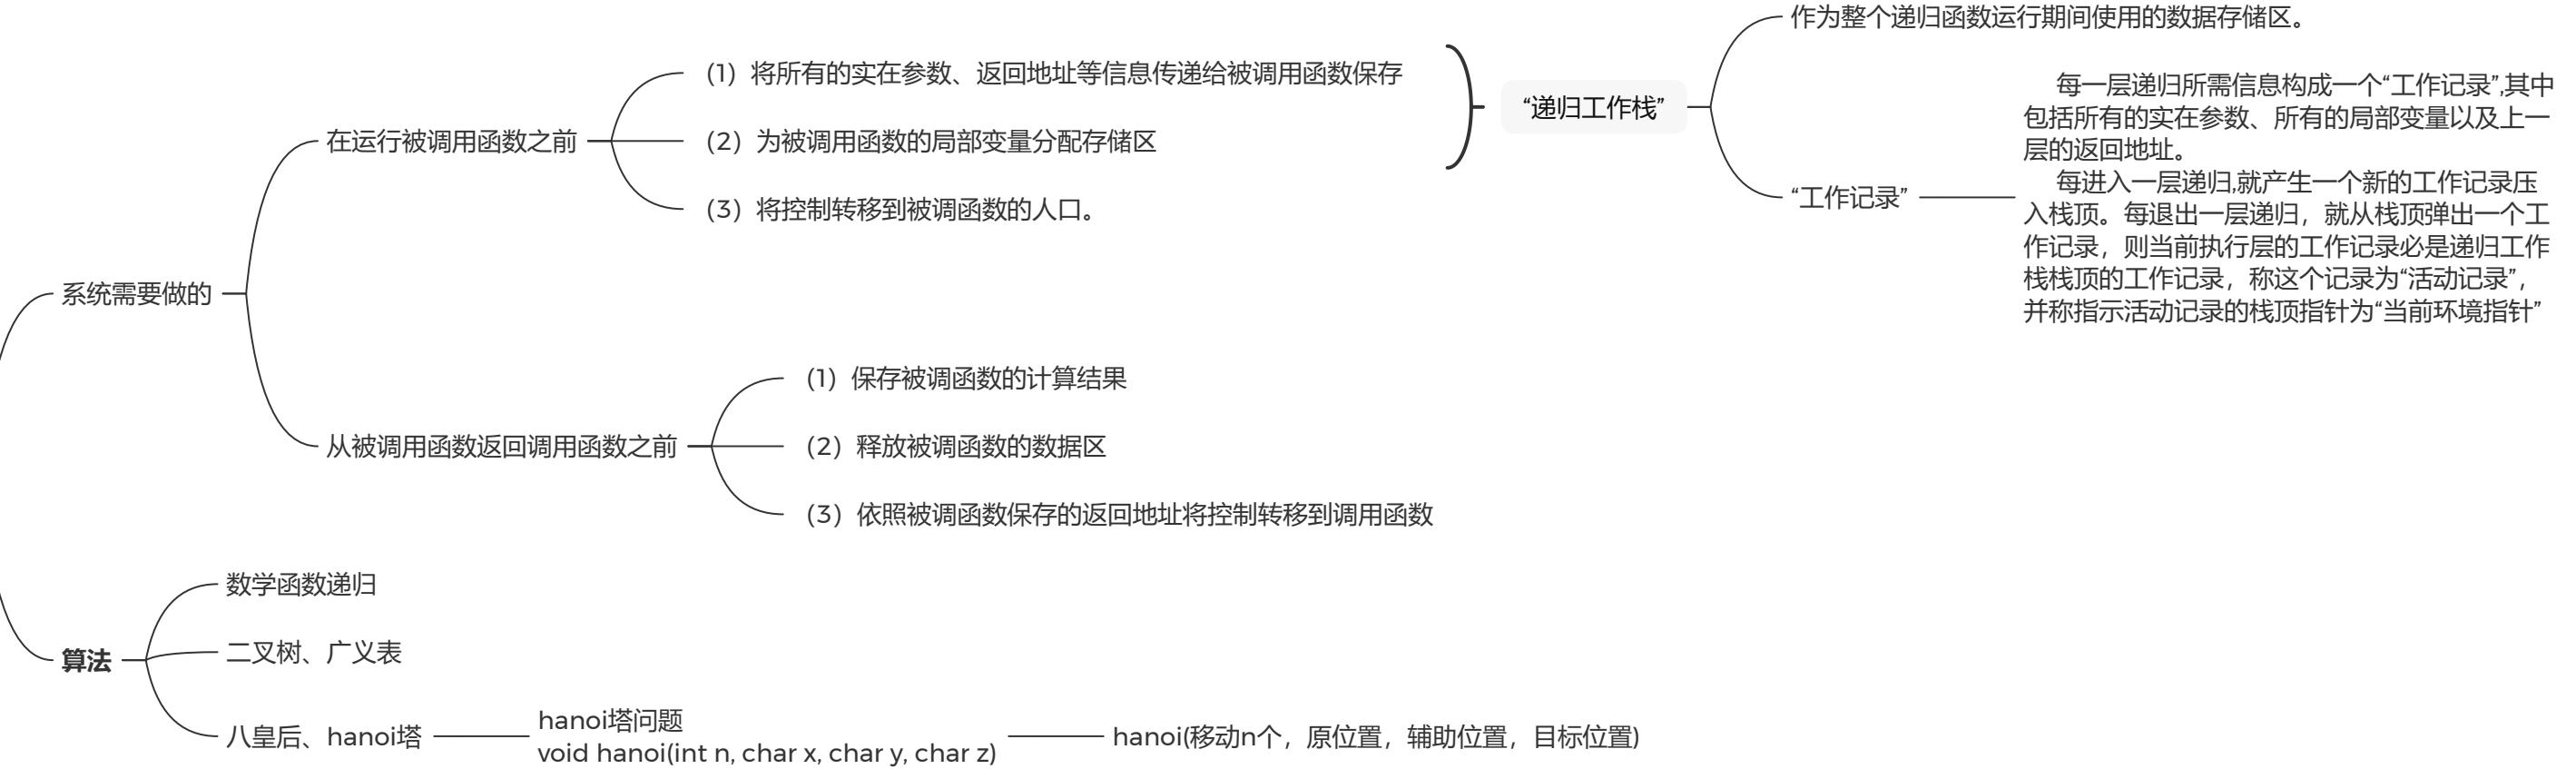 系统需要做的
在运行被调用函数之前
（1）将所有的实在参数、返回地址等信息传递给被调用函数保存
（2）为被调用函数的局部变量分配存储区
（3）将控制转移到被调函数的人口。
“递归工作栈”
作为整个递归函数运行期间使用的数据存储区。
“工作记录”
每一层递归所需信息构成一个“工作记录”,其中
包括所有的实在参数、所有的局部变量以及上一
层的返回地址。
每进入一层递归,就产生一个新的工作记录压
入栈顶。每退出一层递归，就从栈顶弹出一个工
作记录，则当前执行层的工作记录必是递归工作
栈栈顶的工作记录，称这个记录为“活动记录”，
并称指示活动记录的栈顶指针为“当前环境指针”
从被调用函数返回调用函数之前
（1）保存被调函数的计算结果
（2）释放被调函数的数据区
（3）依照被调函数保存的返回地址将控制转移到调用函数
算法
数学函数递归
二叉树、广义表
八皇后、hanoi塔
hanoi塔问题
void hanoi(int n, char x, char y, char z)
hanoi(移动n个，原位置，辅助位置，目标位置)